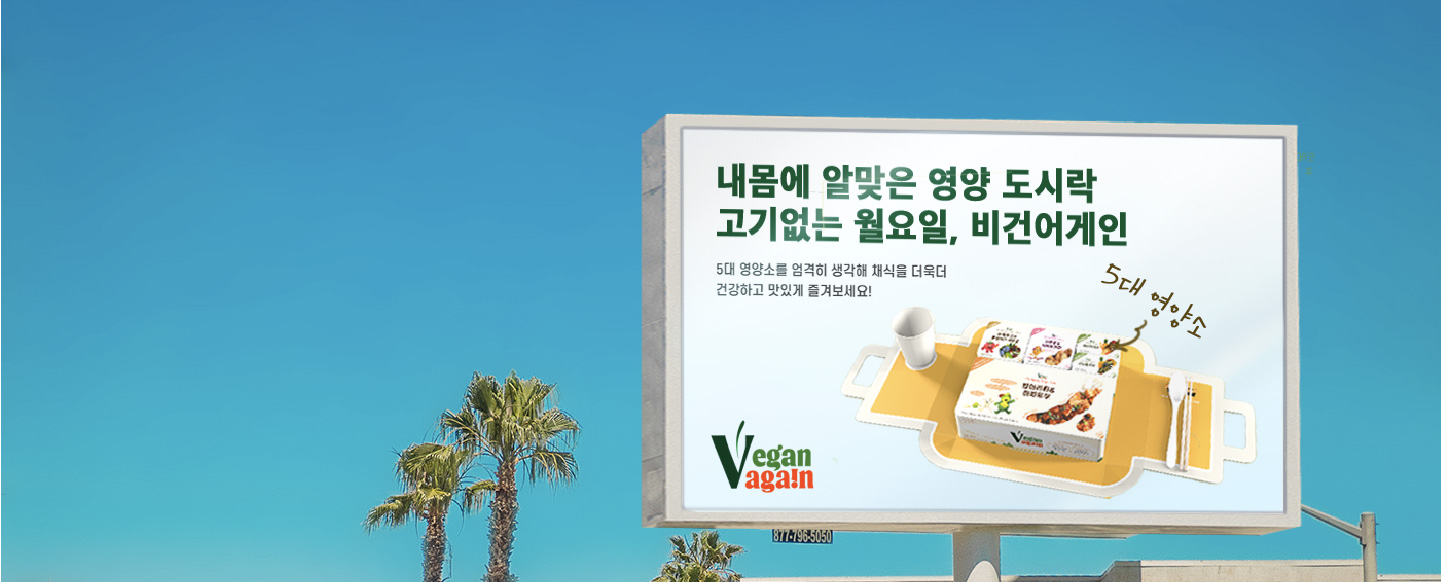 내몸에 알맞은 영양 도시락
고기없는 월요일, 비건어게인
5대 영양소를 엄격히 생각해 채식을 더욱더
건강하고 맛있게 즐겨보세요!
5대 영양소
Vegan
again
Vegan
again
877-796-5050